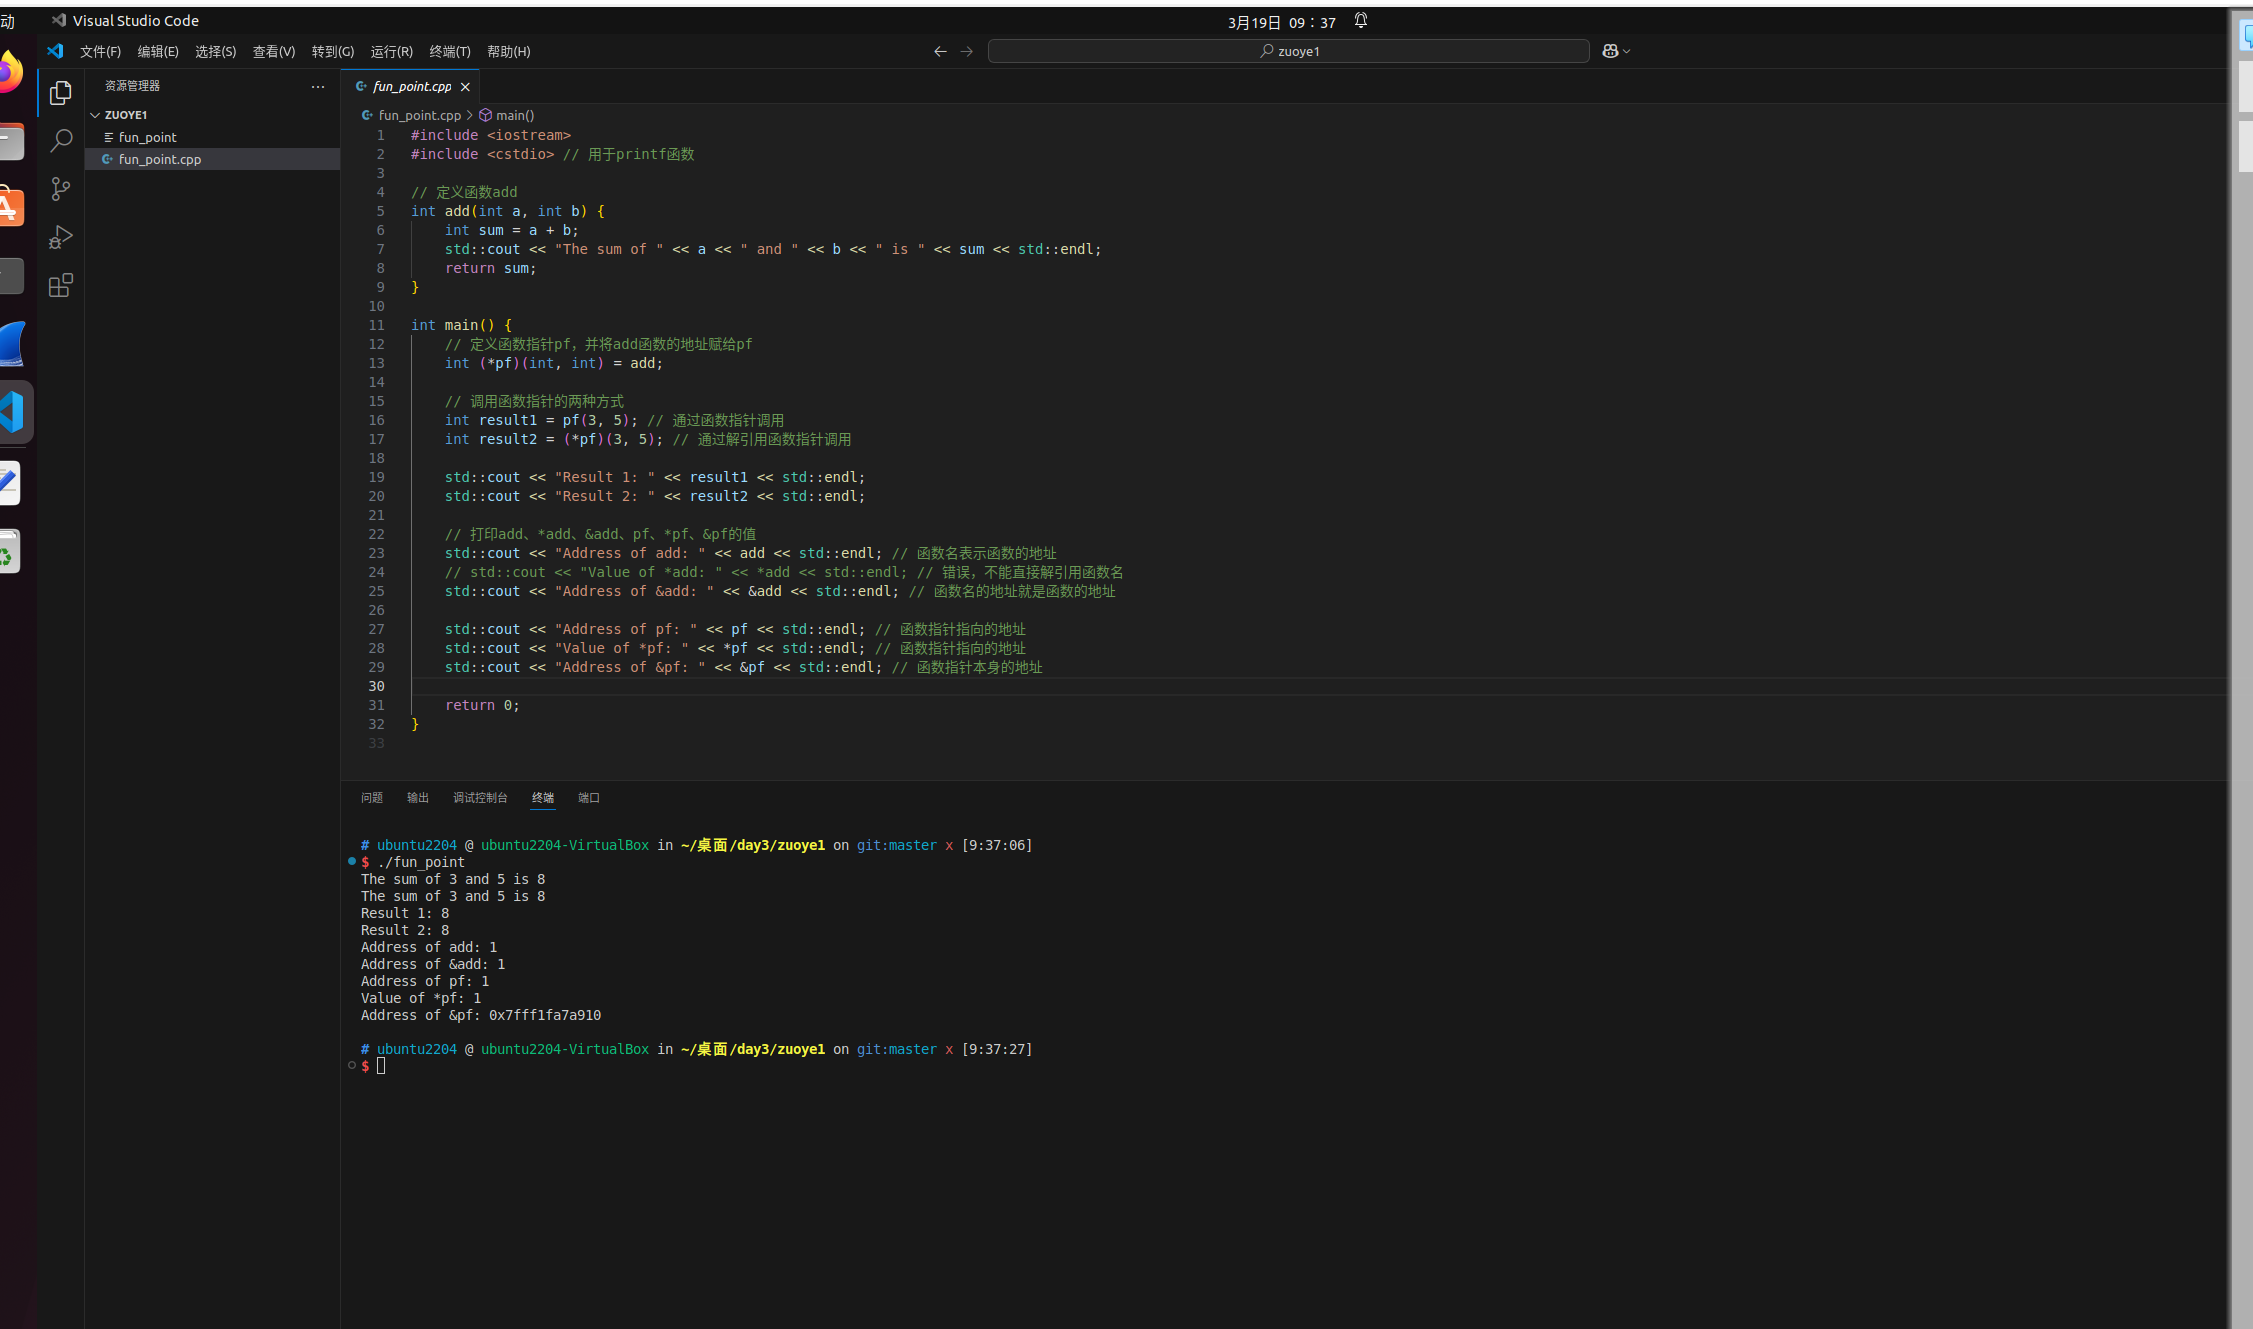 动
Visual Studio Code
3月19日 09：37
文件(F) 编辑(E) 选择(S) 查看(V) 转到(G) 运行(R) 终端(T) 帮助(H)
zuoye1
资源管理器
ZUOYE1
fun_point
fun_point.cpp
fun_point.cpp
fun_point.cpp > main()
1 #include <iostream>
2 #include <cstdio> // 用于printf函数
3
4 // 定义函数add
5 int add(int a, int b) {
6     int sum = a + b;
7     std::cout << "The sum of " << a << " and " << b << " is " << sum << std::endl;
8     return sum;
9 }
10
11 int main() {
12     // 定义函数指针pf，并将add函数的地址赋给pf
13     int (*pf)(int, int) = add;
14
15     // 调用函数指针的两种方式
16     int result1 = pf(3, 5); // 通过函数指针调用
17     int result2 = (*pf)(3, 5); // 通过解引用函数指针调用
18
19     std::cout << "Result 1: " << result1 << std::endl;
20     std::cout << "Result 2: " << result2 << std::endl;
21
22     // 打印add、*add、&add、pf、*pf、&pf的值
23     std::cout << "Address of add: " << add << std::endl; // 函数名表示函数的地址
24     // std::cout << "Value of *add: " << *add << std::endl; // 错误，不能直接解引用函数名
25     std::cout << "Address of &add: " << &add << std::endl; // 函数名的地址就是函数的地址
26
27     std::cout << "Address of pf: " << pf << std::endl; // 函数指针指向的地址
28     std::cout << "Value of *pf: " << *pf << std::endl; // 函数指针指向的地址
29     std::cout << "Address of &pf: " << &pf << std::endl; // 函数指针本身的地址
30
31     return 0;
32 }
33
问题 输出 调试控制台 终端 端口
# ubuntu2204 @ ubuntu2204-VirtualBox in ~/桌面/day3/zuoye1 on git:master x [9:37:06]
$ ./fun_point
The sum of 3 and 5 is 8
The sum of 3 and 5 is 8
Result 1: 8
Result 2: 8
Address of add: 1
Address of &add: 1
Address of pf: 1
Value of *pf: 1
Address of &pf: 0x7fff1fa7a910
# ubuntu2204 @ ubuntu2204-VirtualBox in ~/桌面/day3/zuoye1 on git:master x [9:37:27]
$